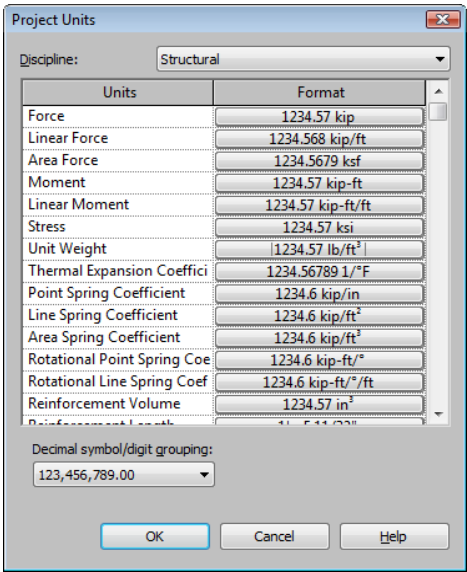 Project Units
Discipline: Structural
Units Format
Force 1234.57 kip
Linear Force 1234.568 kip/ft
Area Force 1234.5679 ksf
Moment 1234.57 kip-ft
Linear Moment 1234.57 kip-ft/ft
Stress 1234.57 ksi
Unit Weight |1234.57 lb/ft³|
Thermal Expansion Coeffici 1234.56789 1/°F
Point Spring Coefficient 1234.6 kip/in
Line Spring Coefficient 1234.6 kip/ft²
Area Spring Coefficient 1234.6 kip/ft³
Rotational Point Spring Coe 1234.6 kip-ft/°
Rotational Line Spring Coef 1234.6 kip-ft/°/ft
Reinforcement Volume 1234.57 in³
Reinforcement Length
Decimal symbol/digit grouping:
123,456,789.00
OK Cancel Help